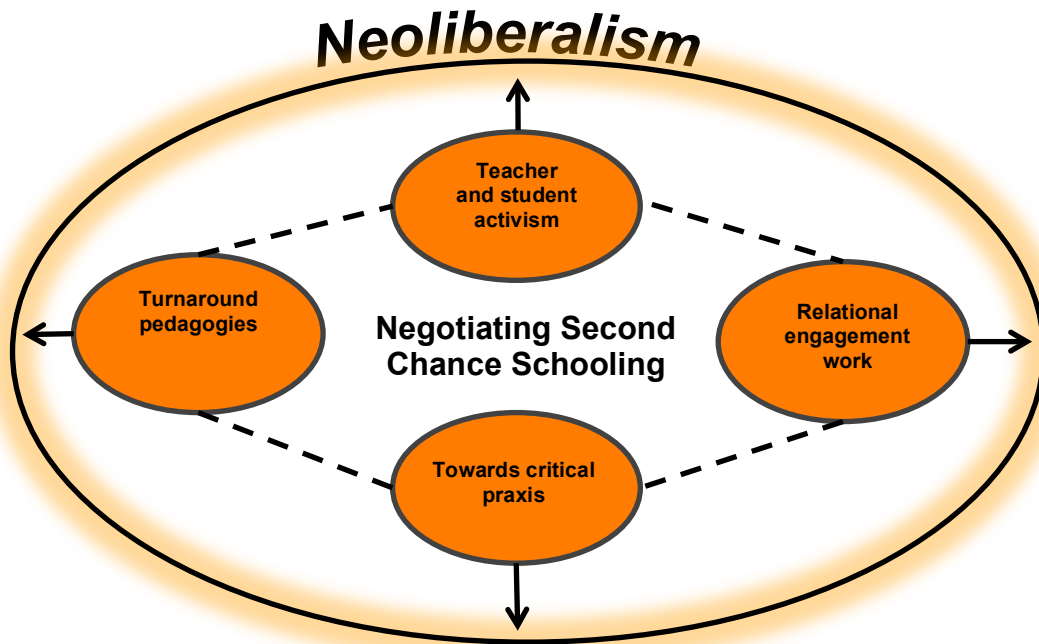 Neoliberalism
Teacher
and student
activism
Turnaround
pedagogies
Negotiating Second
Chance Schooling
Relational
engagement
work
Towards critical
praxis